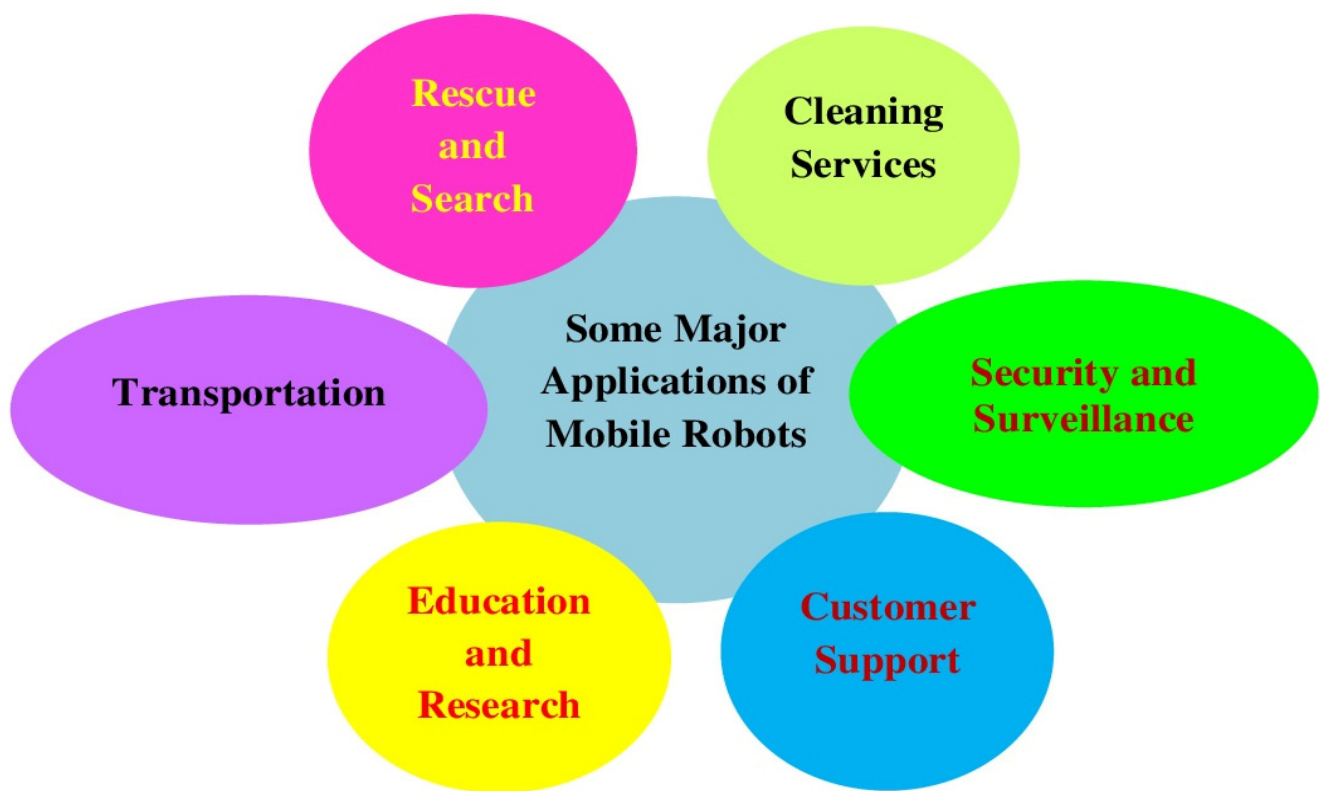 Rescue
and
Search
Cleaning
Services
Some Major
Applications of
Mobile Robots
Transportation
Security and
Surveillance
Education
and
Research
Customer
Support